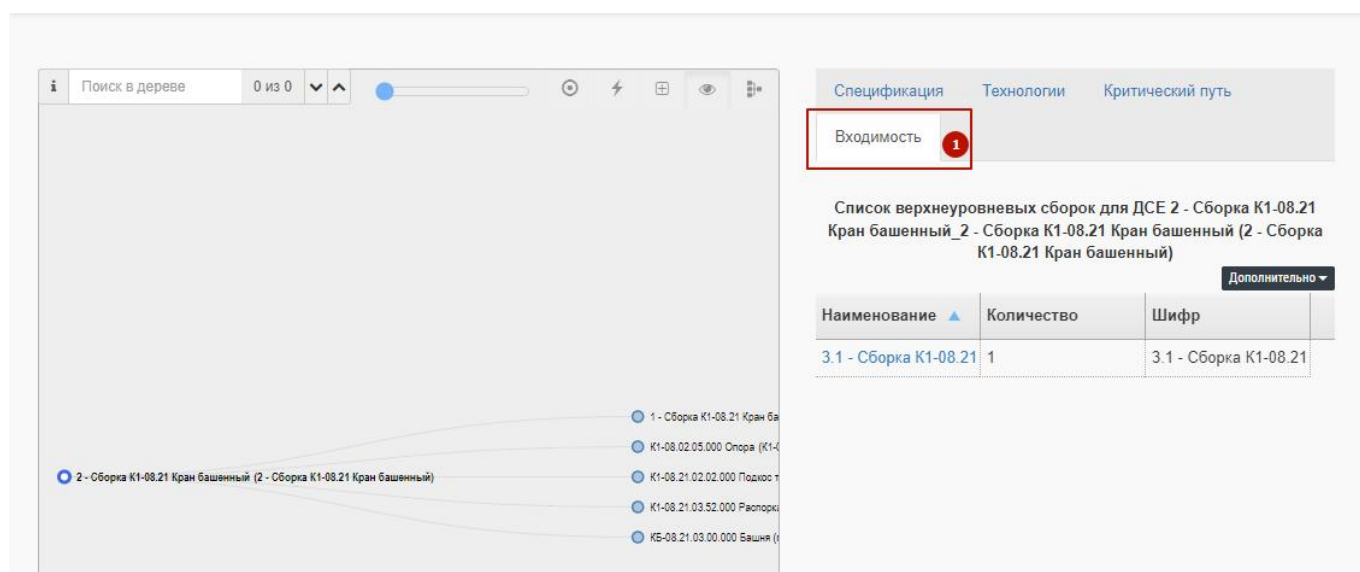 i Поиск в дереве 0 из 0
Спецификация Технологии Критический путь
Входимость 1
Список верхнеуровневых сборок для ДСЕ 2 - Сборка К1-08.21
Кран башенный_2 - Сборка К1-08.21 Кран башенный (2 - Сборка
К1-08.21 Кран башенный)
Дополнительно
Наименование Количество Шифр
3.1 - Сборка К1-08.21 1 3.1 - Сборка К1-08.21
1 - Сборка К1-08.21 Кран ба
К1-08.02.05.000 Опора (К1-0
2 - Сборка К1-08.21 Кран башенный (2 - Сборка К1-08.21 Кран башенный)
К1-08.21.02.02.000 Подкос т
К1-08.21.03.52.000 Распорка
КБ-08.21.03.00.000 Башня (